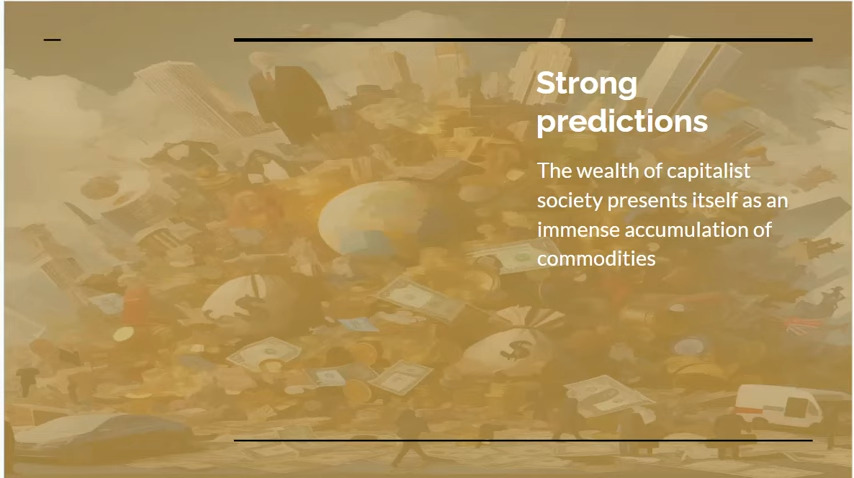 Strong
predictions
The wealth of capitalist
society presents itself as an
immense accumulation of
commodities